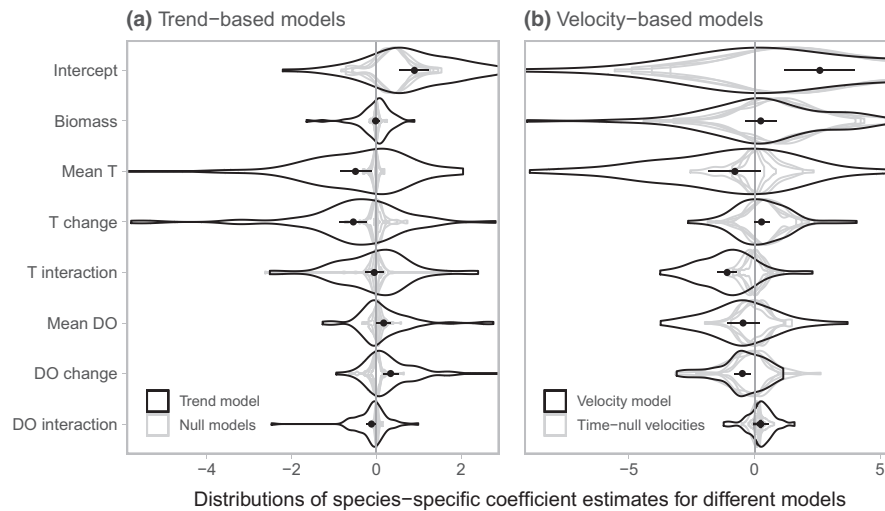 (a) Trend−based models
(b) Velocity−based models
Intercept
Biomass
Mean T
T change
T interaction
Mean DO
DO change
DO interaction
Trend model
Null models
Velocity model
Time−null velocities
−4 −2 0 2
−5 0 5
Distributions of species−specific coefficient estimates for different models